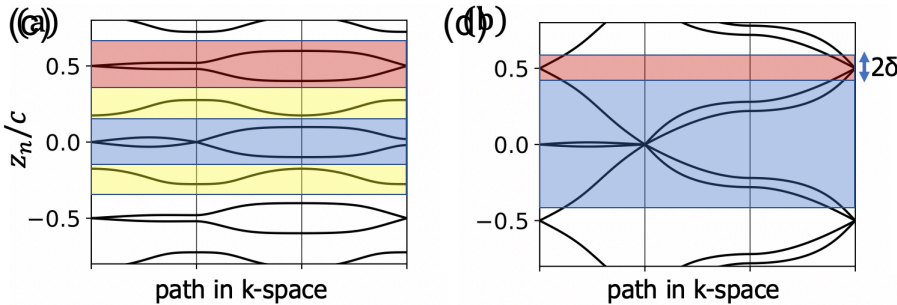 (c)
(a)
(d)
(b)
0.5
0.0
−0.5
z_n/c
path in k-space
0.5
0.0
−0.5
2δ
path in k-space